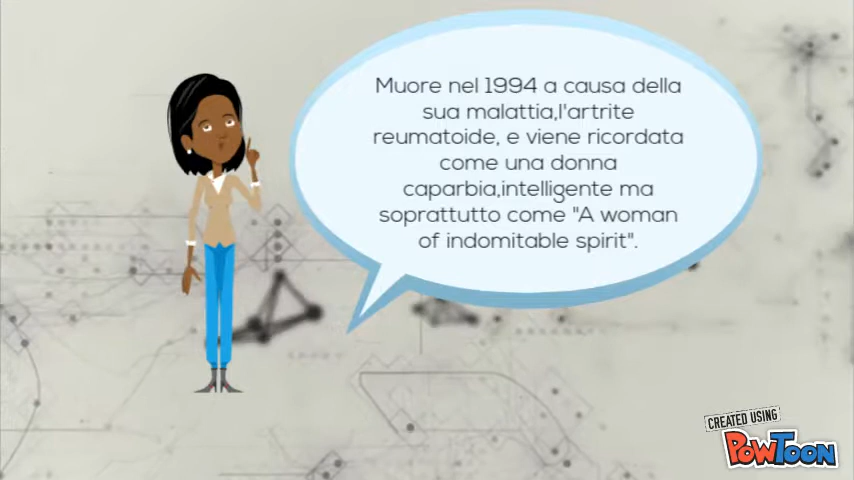 Muore nel 1994 a causa della
sua malattia,l'artrite
reumatoide, e viene ricordata
come una donna
caparbia,intelligente ma
soprattutto come "A woman
of indomitable spirit".
CREATED USING
POWTOON